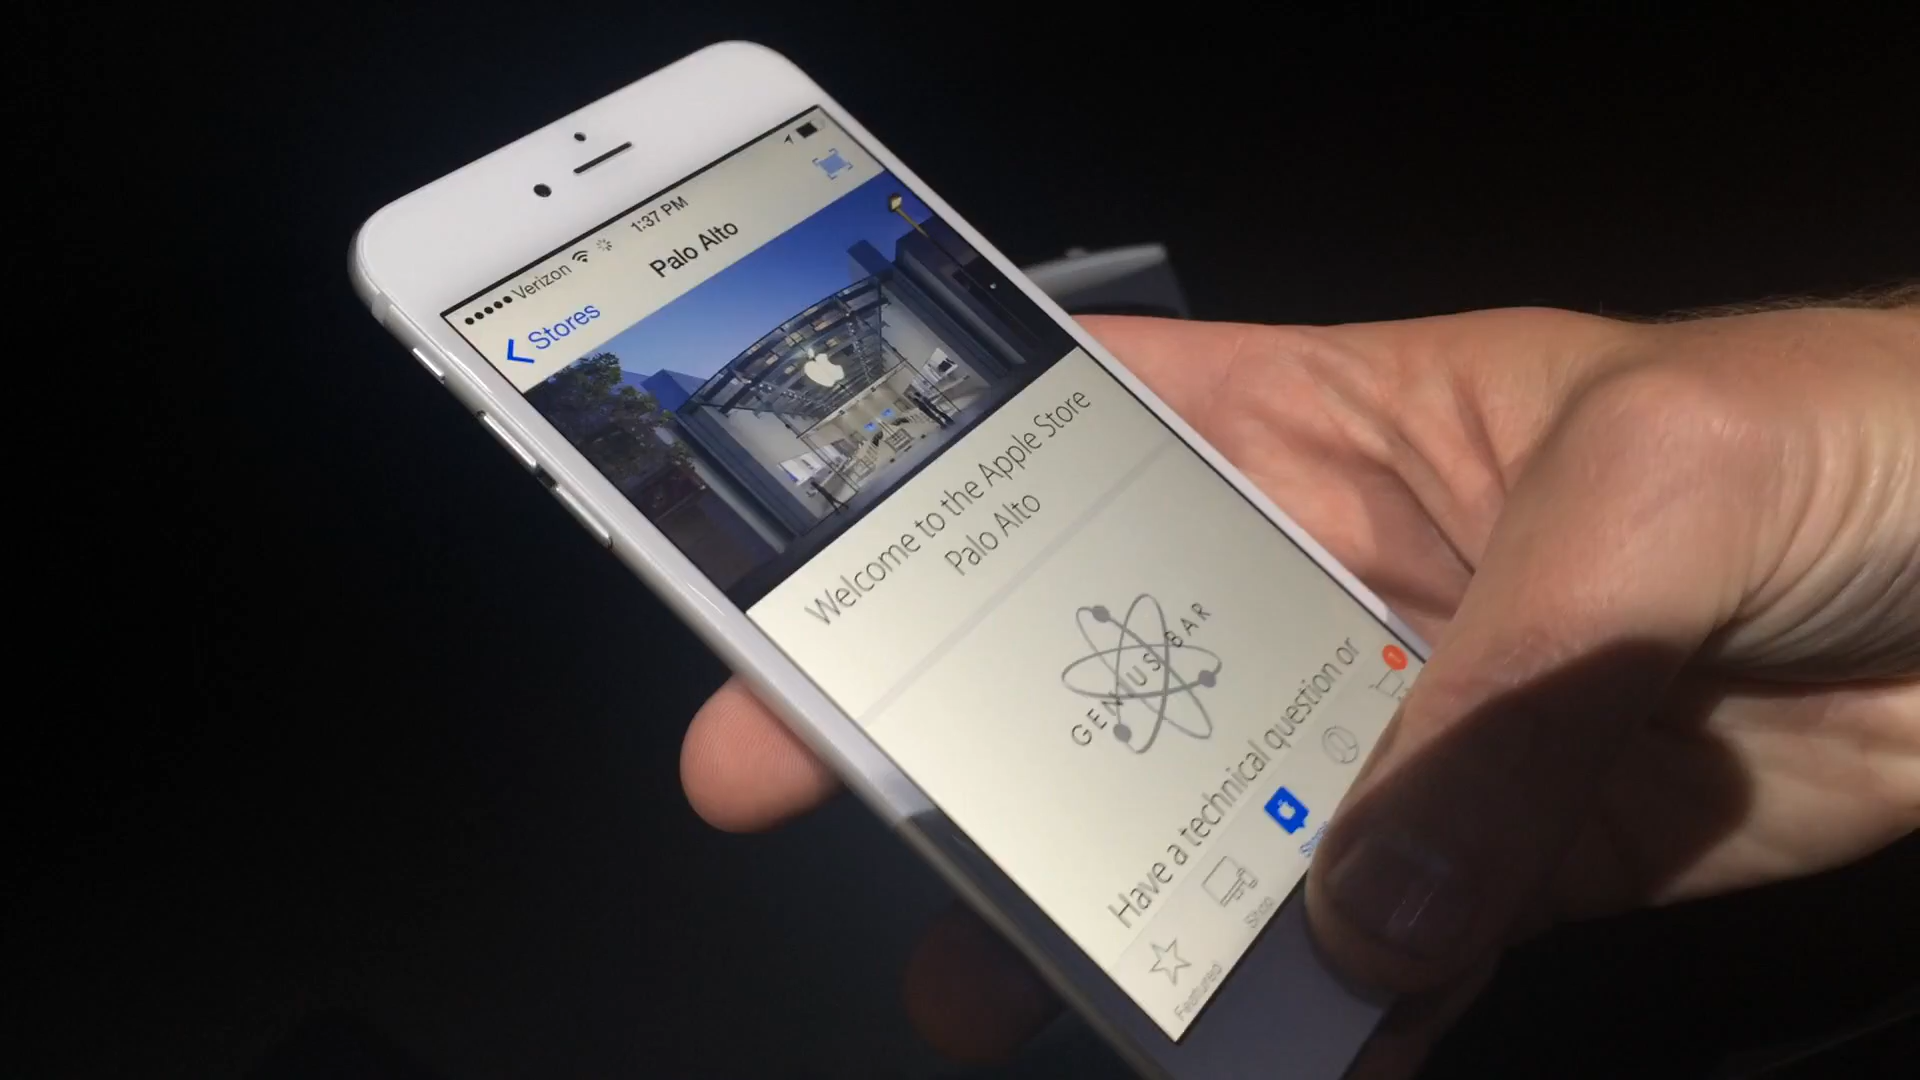 Verizon 1:37 PM
Stores Palo Alto
Welcome to the Apple Store
Palo Alto
GENIUS BAR
Have a technical question or
1
Featured
Shop